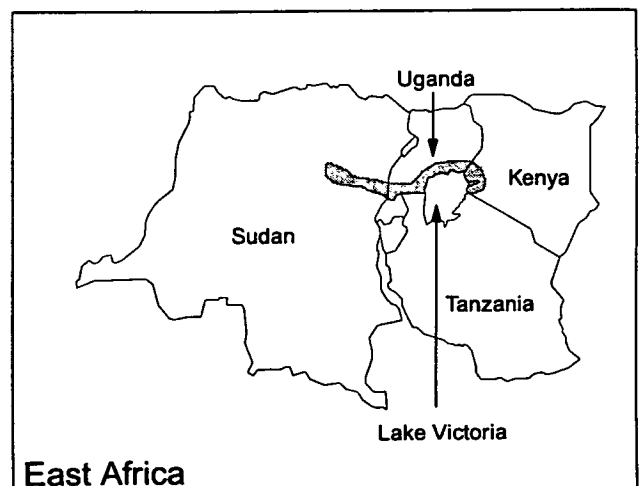 Uganda
Kenya
Sudan
Tanzania
Lake Victoria
East Africa